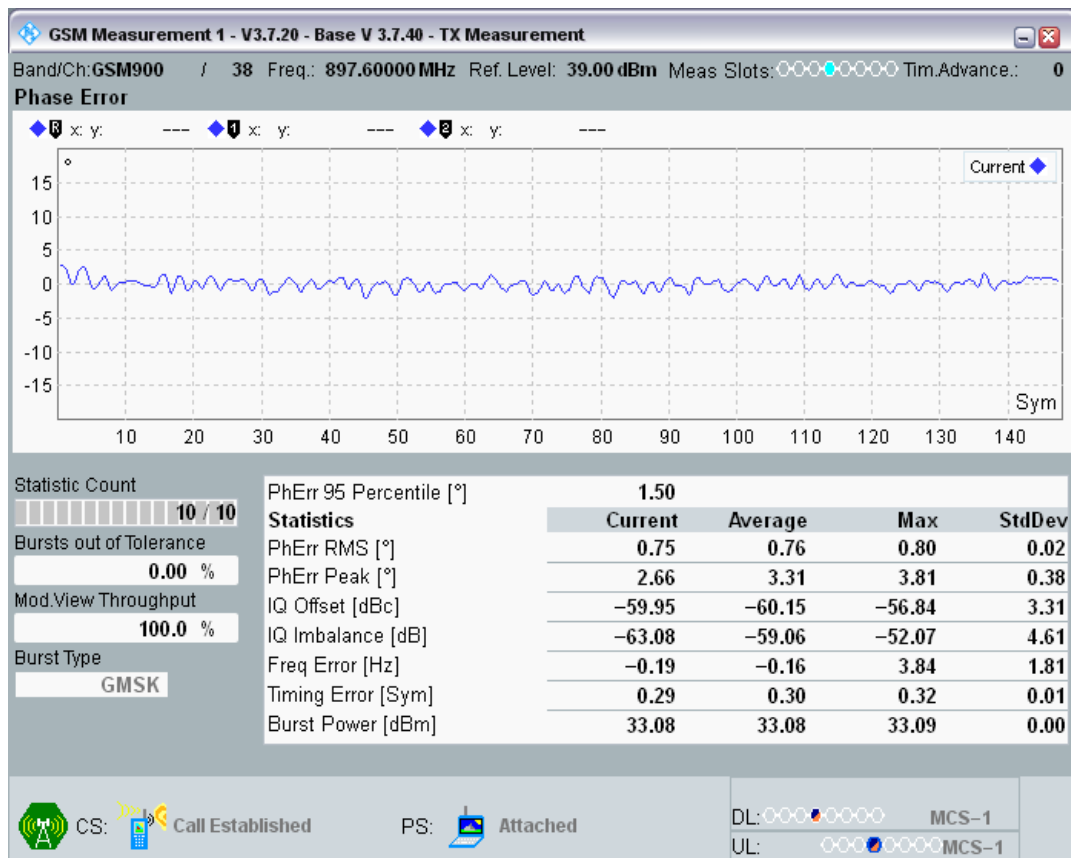 GSM Measurement 1 - V3.7.20 - Base V 3.7.40 - TX Measurement
Band/Ch:GSM900 / 38 Freq.: 897.60000 MHz Ref. Level: 39.00 dBm Meas Slots: Tim.Advance.: 0
Phase Error
R x: y: --- 1 x: y: --- 2 x: y: ---
°
Current
15
10
5
0
-5
-10
-15
Sym
10 20 30 40 50 60 70 80 90 100 110 120 130 140
Statistic Count
10 / 10
Bursts out of Tolerance
0.00 %
Mod.View Throughput
100.0 %
Burst Type
GMSK
PhErr 95 Percentile [°] 1.50
Statistics Current Average Max StdDev
PhErr RMS [°] 0.75 0.76 0.80 0.02
PhErr Peak [°] 2.66 3.31 3.81 0.38
IQ Offset [dBc] −59.95 −60.15 −56.84 3.31
IQ Imbalance [dB] −63.08 −59.06 −52.07 4.61
Freq Error [Hz] −0.19 −0.16 3.84 1.81
Timing Error [Sym] 0.29 0.30 0.32 0.01
Burst Power [dBm] 33.08 33.08 33.09 0.00
CS: Call Established PS: Attached
DL: MCS−1
UL: MCS−1